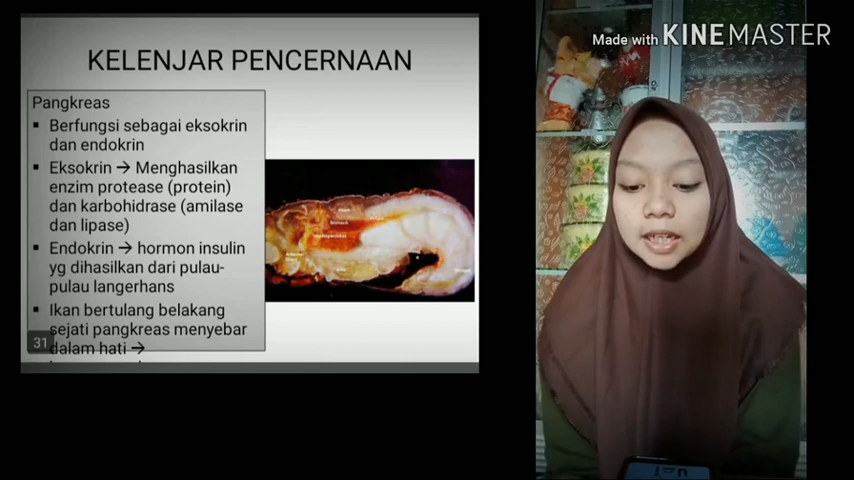 KELENJAR PENCERNAAN
Pangkreas
▪ Berfungsi sebagai eksokrin
dan endokrin
▪ Eksokrin → Menghasilkan
enzim protease (protein)
dan karbohidrase (amilase
dan lipase)
▪ Endokrin → hormon insulin
yg dihasilkan dari pulau-
pulau langerhans
▪ Ikan bertulang belakang
sejati pangkreas menyebar
dalam hati →
31
Made with KINEMASTER